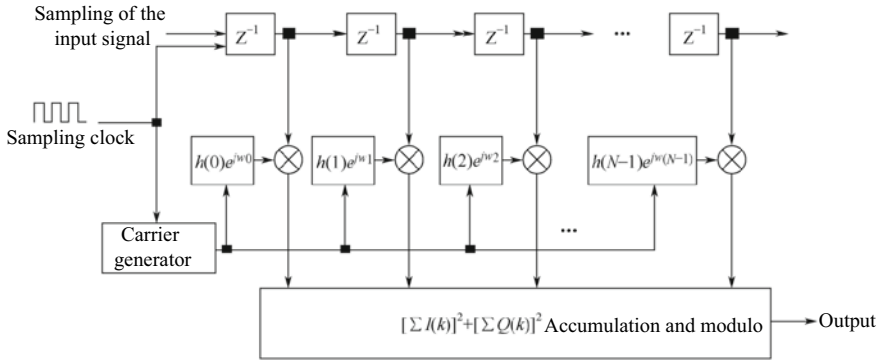 Sampling of the
input signal
Z⁻¹ Z⁻¹ Z⁻¹ ... Z⁻¹
Sampling clock
h(0)e^{jw0} h(1)e^{jw1} h(2)e^{jw2} h(N−1)e^{jw(N−1)}
Carrier
generator
...
[∑I(k)]²+[∑Q(k)]² Accumulation and modulo
Output